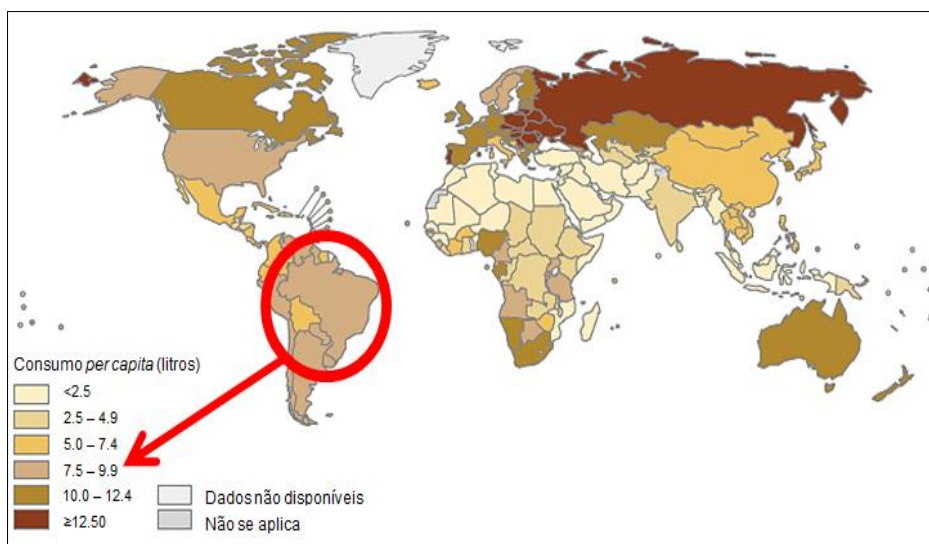 Consumo per capita (litros)
<2.5
2.5 – 4.9
5.0 – 7.4
7.5 – 9.9
10.0 – 12.4
≥12.50
Dados não disponíveis
Não se aplica